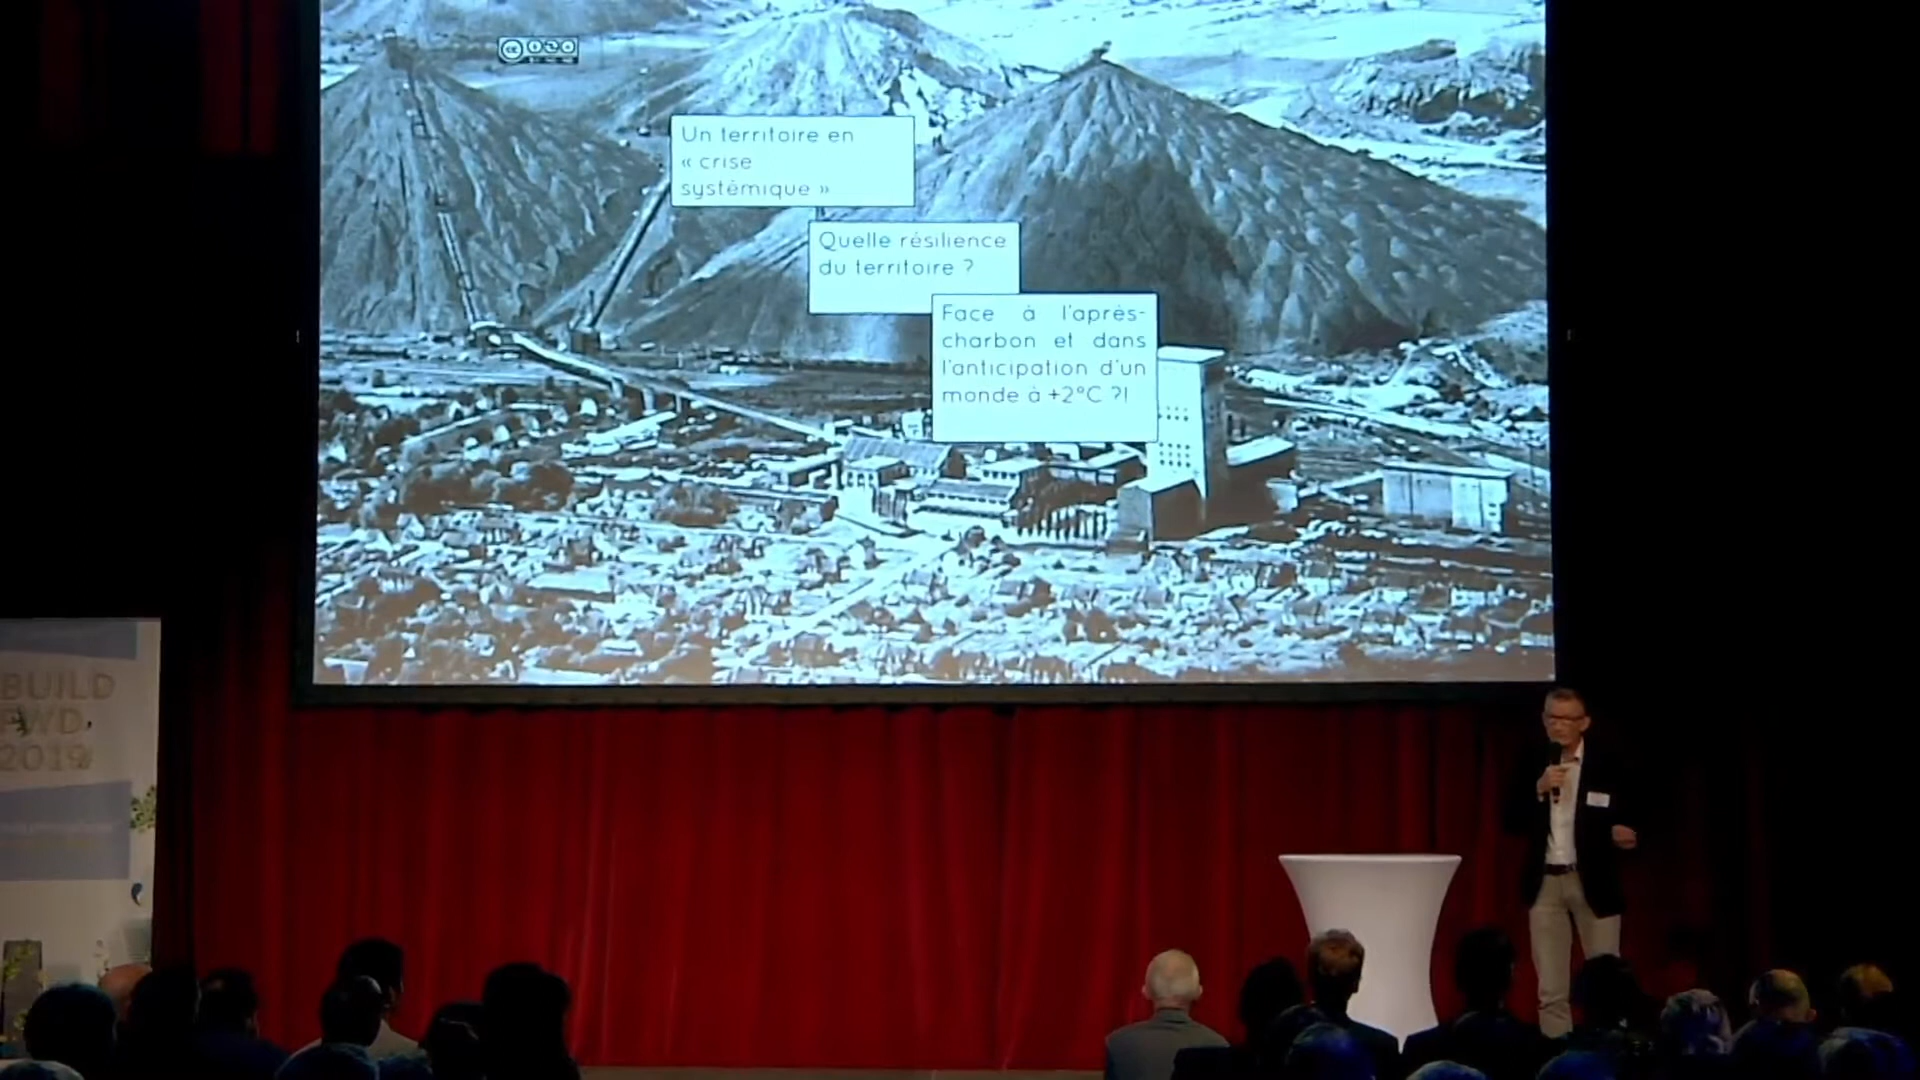 Un territoire en
« crise
systémique »
Quelle résilience
du territoire ?
Face à l'après-
charbon et dans
l'anticipation d'un
monde à +2°C ?!
BUILD
FWD.
2019